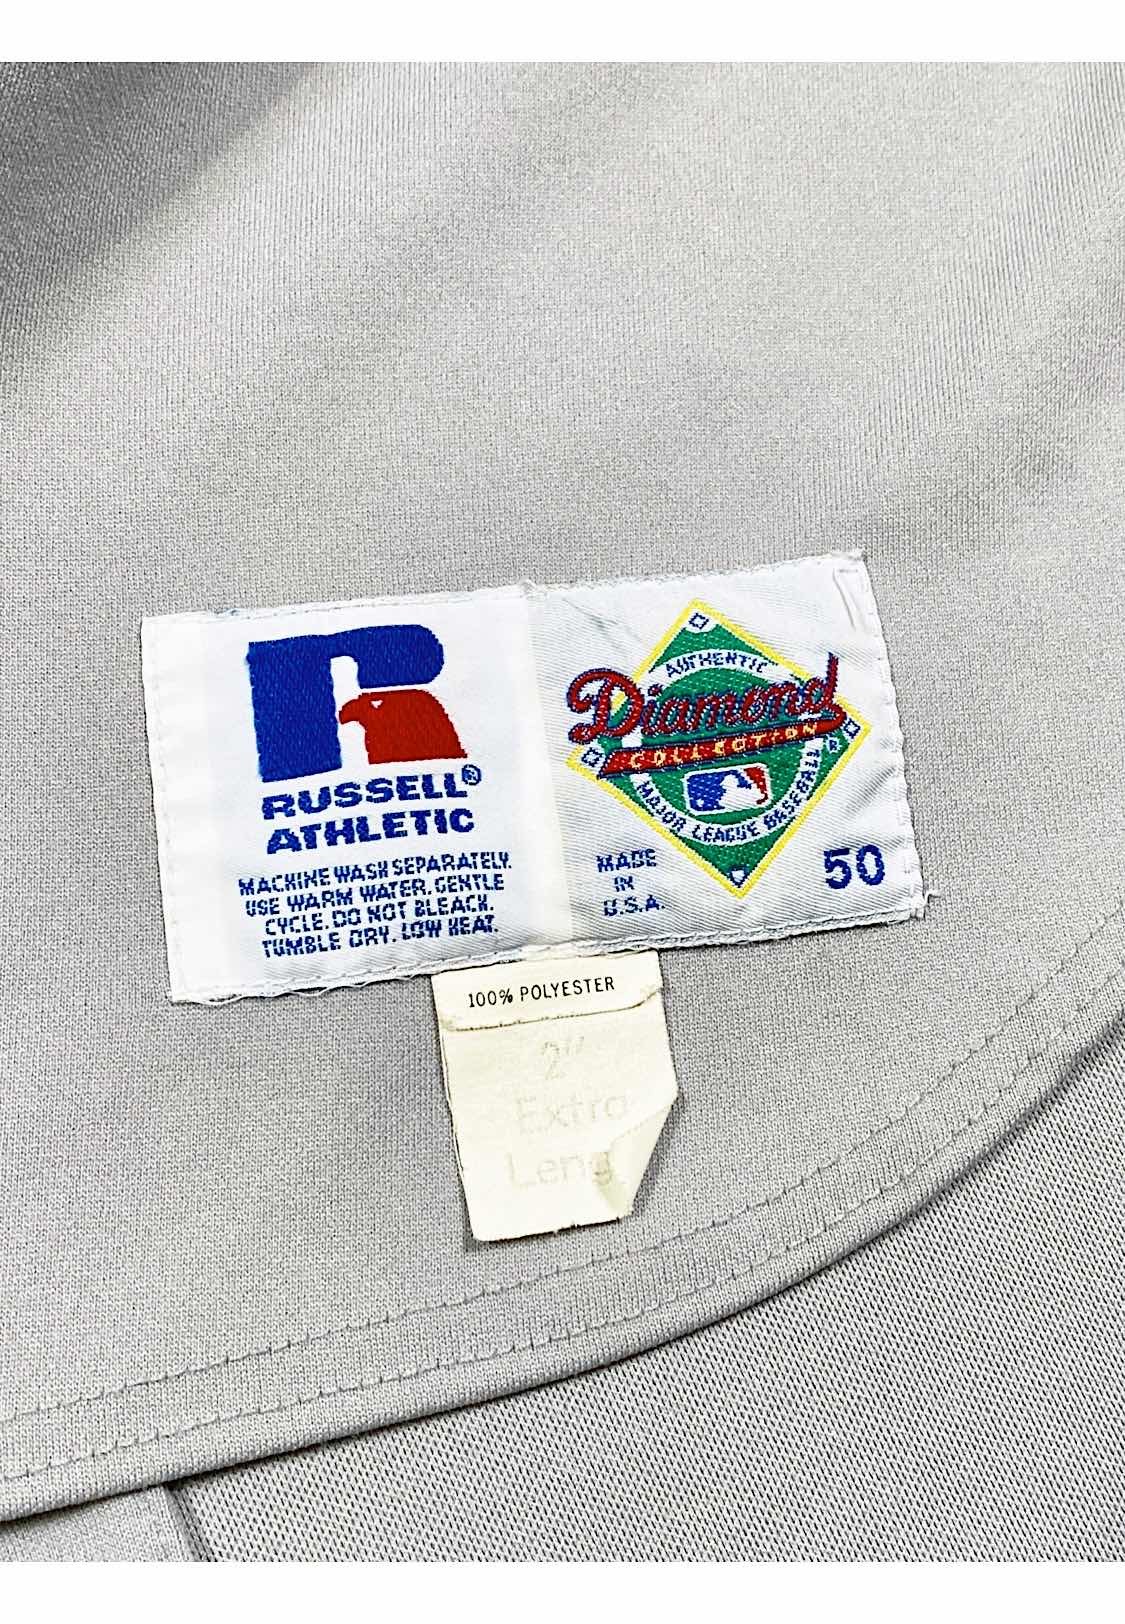 RUSSELL®
ATHLETIC
MACHINE WASH SEPARATELY.
USE WARM WATER. GENTLE
CYCLE. DO NOT BLEACH.
TUMBLE DRY. LOW HEAT.
AUTHENTIC
Diamond
COLLECTION
®
MAJOR LEAGUE BASEBALL
MADE
IN
U.S.A.
50
100% POLYESTER
2"
Extra
Leng